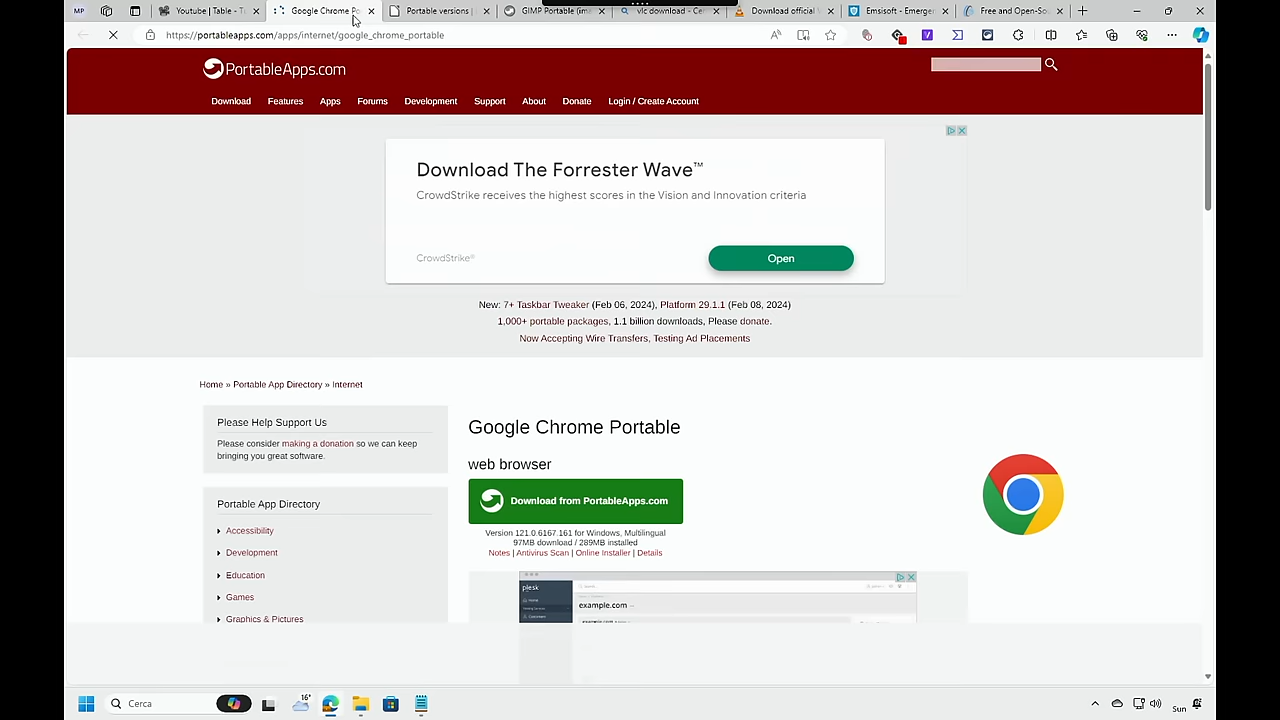 MP
Youtube | Table - T
Google Chrome Po
Portable versions |
GIMP Portable (im
vlc download - Ce
Download official
Emsisoft - Emerge
Free and Open-So
https://portableapps.com/apps/internet/google_chrome_portable
PortableApps.com
Download Features Apps Forums Development Support About Donate Login / Create Account
Download The Forrester Wave™
CrowdStrike receives the highest scores in the Vision and Innovation criteria
CrowdStrike®
Open
New: 7+ Taskbar Tweaker (Feb 06, 2024), Platform 29.1.1 (Feb 08, 2024)
1,000+ portable packages, 1.1 billion downloads, Please donate.
Now Accepting Wire Transfers, Testing Ad Placements
Home » Portable App Directory » Internet
Please Help Support Us
Please consider making a donation so we can keep
bringing you great software.
Portable App Directory
Accessibility
Development
Education
Games
Graphics & Pictures
Google Chrome Portable
web browser
Download from PortableApps.com
Version 121.0.6167.161 for Windows, Multilingual
97MB download / 289MB installed
Notes | Antivirus Scan | Online Installer | Details
plesk
example.com
Cerca
16°
Sun